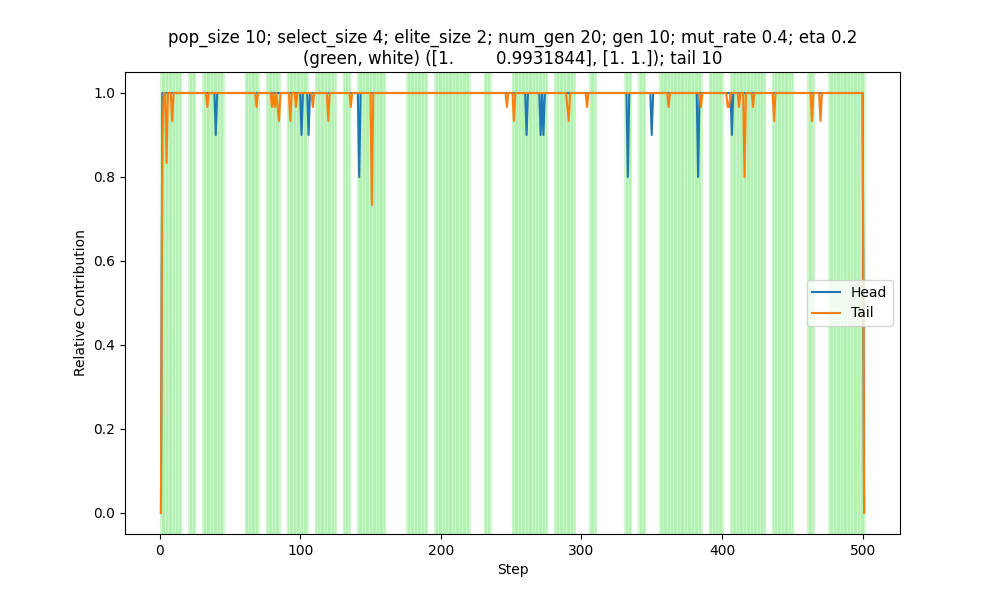 pop_size 10; select_size 4; elite_size 2; num_gen 20; gen 10; mut_rate 0.4; eta 0.2
(green, white) ([1.         0.9931844], [1. 1.]); tail 10
1.0
0.8
0.6
0.4
0.2
0.0
Relative Contribution
Head
Tail
0
100
200
300
400
500
Step